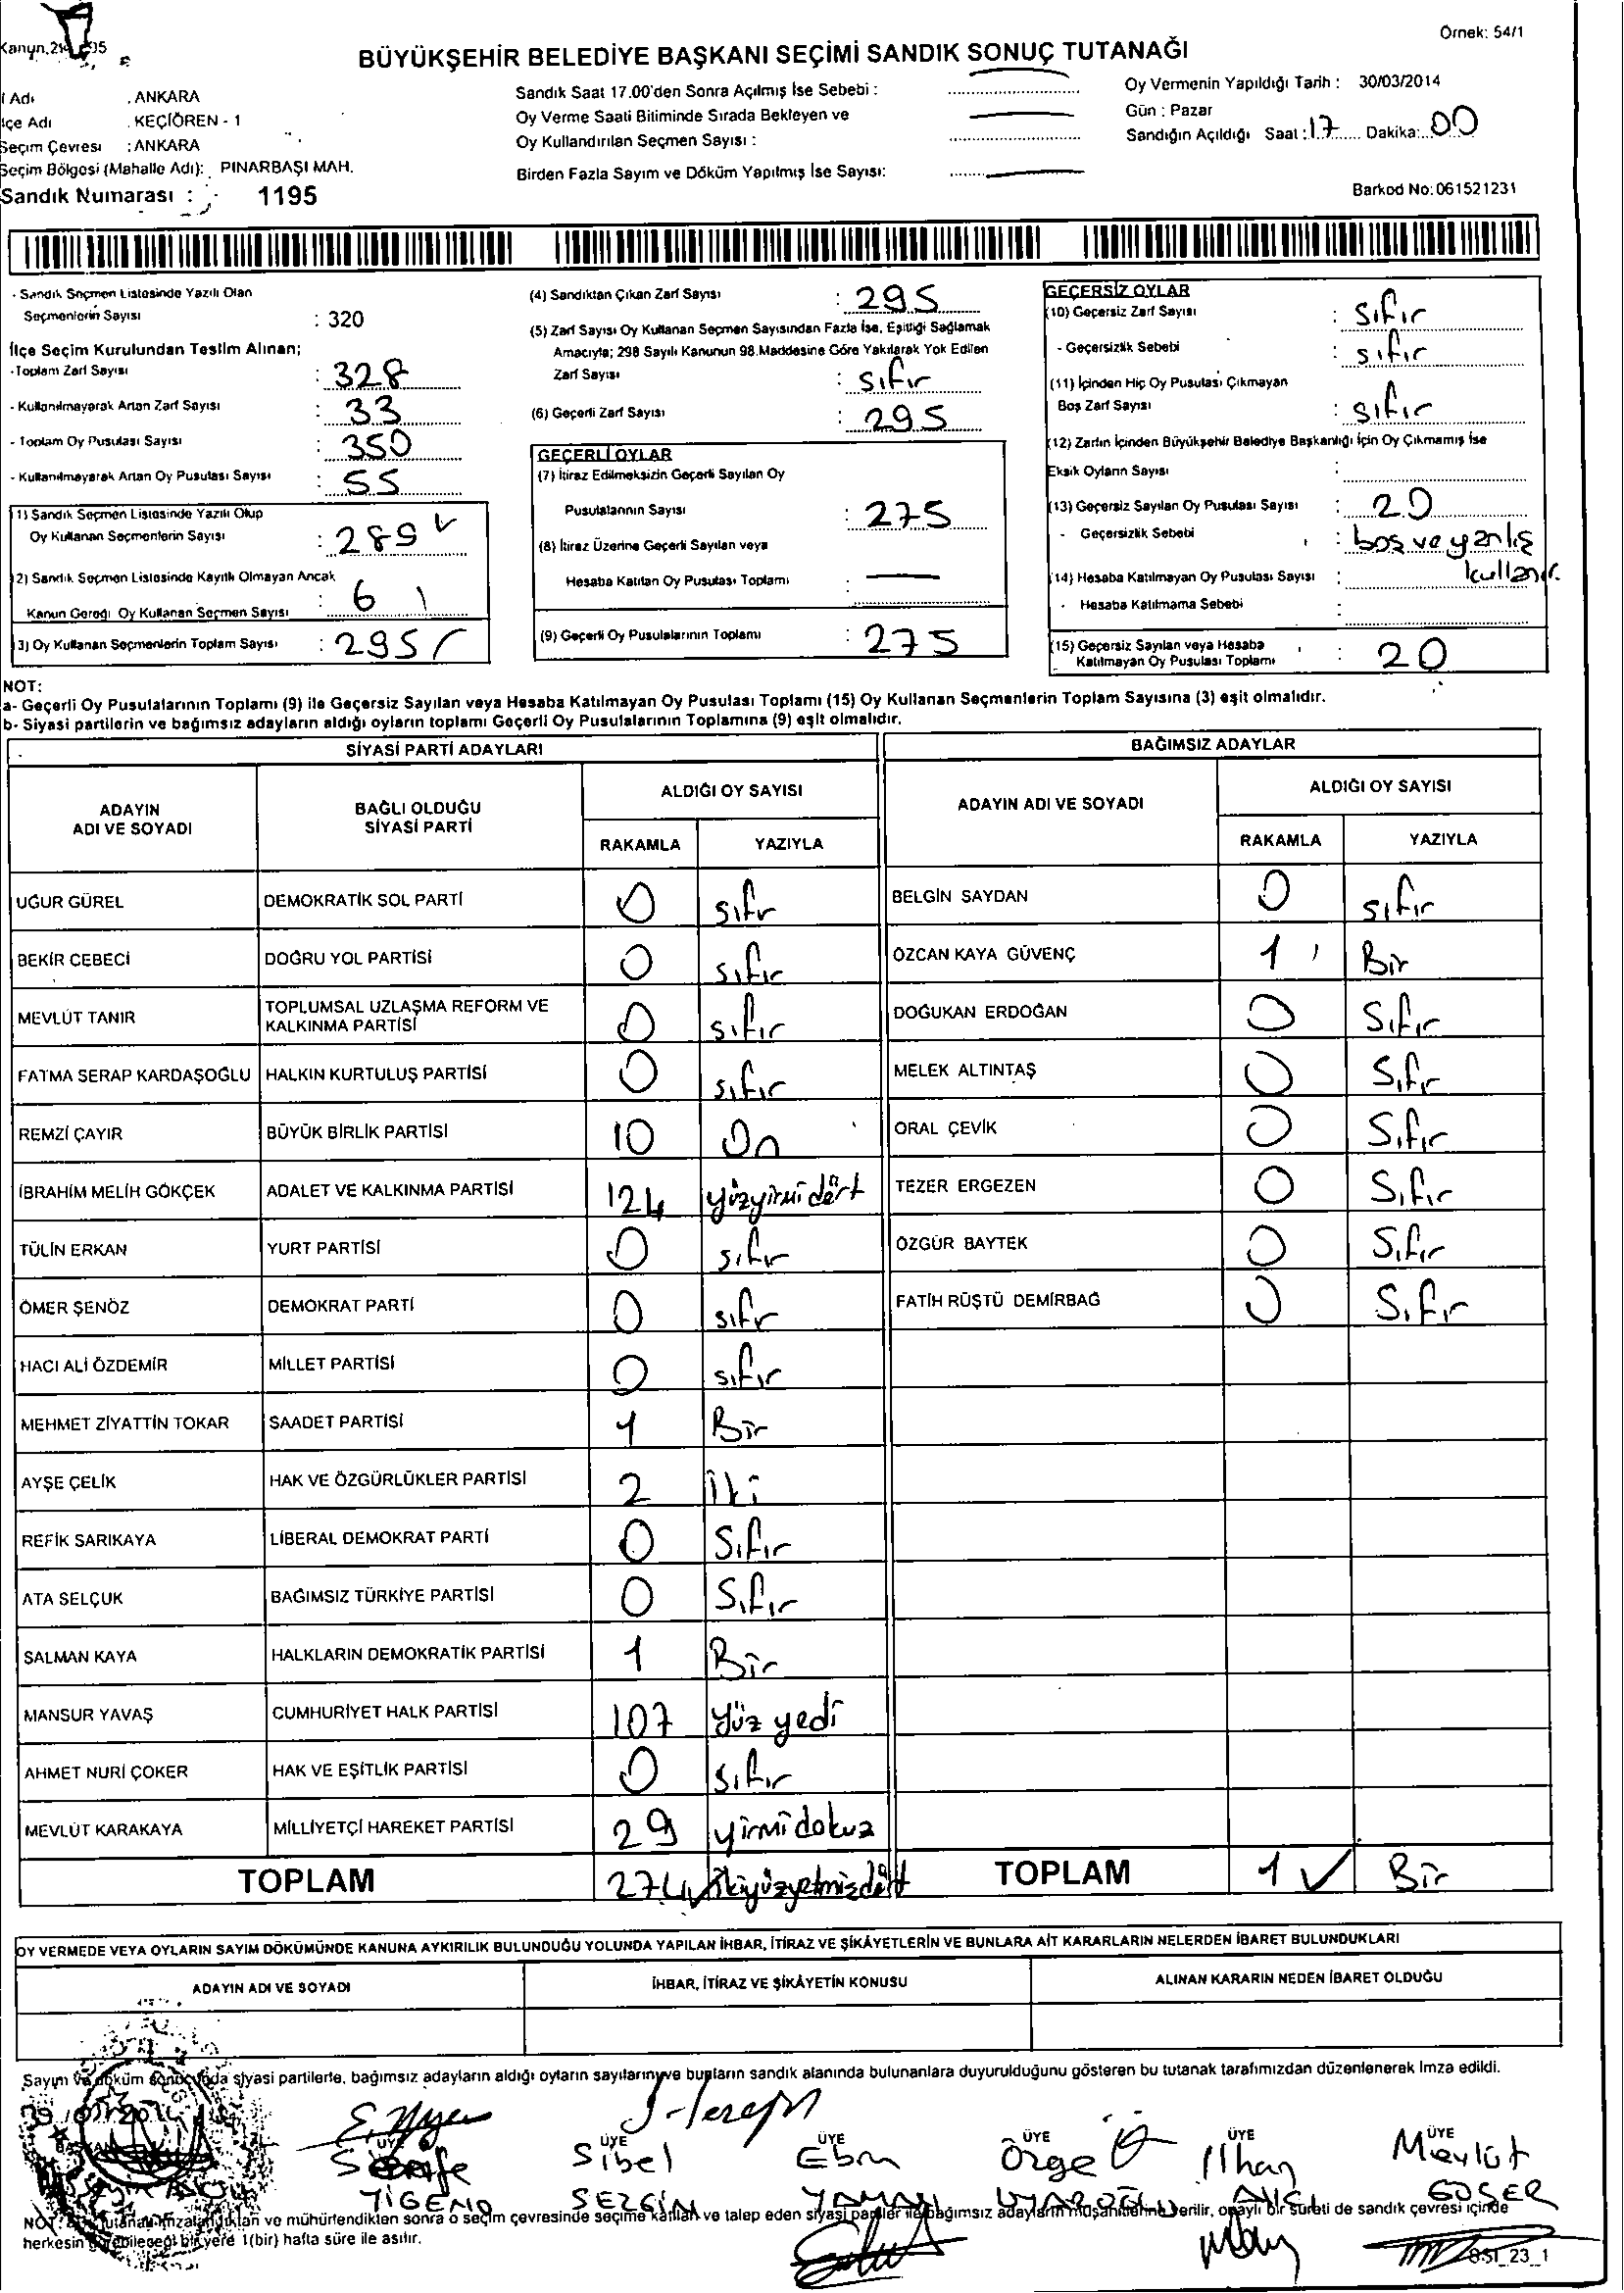 Örnek: 54/1
BÜYÜKŞEHİR BELEDİYE BAŞKANI SEÇİMİ SANDIK SONUÇ TUTANAĞI
Adı : ANKARA
lçe Adı : KEÇİÖREN - 1
Seçim Çevresi : ANKARA
Seçim Bölgesi (Mahalle Adı): PINARBAŞI MAH.
Sandık Numarası : 1195
Sandık Saat 17.00'den Sonra Açılmış İse Sebebi :
Oy Verme Saati Bitiminde Sırada Bekleyen ve
Oy Kullandırılan Seçmen Sayısı :
Birden Fazla Sayım ve Döküm Yapılmış İse Sayısı:
Oy Vermenin Yapıldığı Tarih : 30/03/2014
Gün : Pazar
Sandığın Açıldığı Saat : 17 Dakika: 00
Barkod No: 061521231
- Sandık Seçmen Listesinde Yazılı Olan
Seçmenlerin Sayısı : 320
İlçe Seçim Kurulundan Teslim Alınan;
-Toplam Zarf Sayısı : 328
- Kullanılmayarak Artan Zarf Sayısı : 33
- Toplam Oy Pusulası Sayısı : 350
- Kullanılmayarak Artan Oy Pusulası Sayısı : 55
(1) Sandık Seçmen Listesinde Yazılı Olup
Oy Kullanan Seçmenlerin Sayısı : 289
(2) Sandık Seçmen Listesinde Kayıtlı Olmayan Ancak
Kanun Gereği Oy Kullanan Seçmen Sayısı : 6
(3) Oy Kullanan Seçmenlerin Toplam Sayısı : 295
(4) Sandıktan Çıkan Zarf Sayısı : 295
(5) Zarf Sayısı Oy Kullanan Seçmen Sayısından Fazla İse, Eşitliği Sağlamak
Amacıyla; 298 Sayılı Kanunun 98.Maddesine Göre Yakılarak Yok Edilen
Zarf Sayısı : sıfır
(6) Geçerli Zarf Sayısı : 295
GEÇERLİ OYLAR
(7) İtiraz Edilmeksizin Geçerli Sayılan Oy
Pusulalarının Sayısı : 275
(8) İtiraz Üzerine Geçerli Sayılan veya
Hesaba Katılan Oy Pusulası Toplamı : —
(9) Geçerli Oy Pusulalarının Toplamı : 275
GEÇERSİZ OYLAR
(10) Geçersiz Zarf Sayısı : sıfır
- Geçersizlik Sebebi : sıfır
(11) İçinden Hiç Oy Pusulası Çıkmayan
Boş Zarf Sayısı : sıfır
(12) Zarfın İçinden Büyükşehir Belediye Başkanlığı İçin Oy Çıkmamış İse
Eksik Oyların Sayısı :
(13) Geçersiz Sayılan Oy Pusulası Sayısı : 20
- Geçersizlik Sebebi : boş ve yanlış
(14) Hesaba Katılmayan Oy Pusulası Sayısı :
- Hesaba Katılmama Sebebi :
(15) Geçersiz Sayılan veya Hesaba
Katılmayan Oy Pusulası Toplamı : 20
NOT:
a- Geçerli Oy Pusulalarının Toplamı (9) ile Geçersiz Sayılan veya Hesaba Katılmayan Oy Pusulası Toplamı (15) Oy Kullanan Seçmenlerin Toplam Sayısına (3) eşit olmalıdır.
b- Siyasi partilerin ve bağımsız adayların aldığı oyların toplamı Geçerli Oy Pusulalarının Toplamına (9) eşit olmalıdır.
SİYASİ PARTİ ADAYLARI
ADAYIN ADI VE SOYADI BAĞLI OLDUĞU SİYASİ PARTİ ALDIĞI OY SAYISI RAKAMLA YAZIYLA
UĞUR GÜREL DEMOKRATİK SOL PARTİ 0 sıfır
BEKİR CEBECİ DOĞRU YOL PARTİSİ 0 sıfır
MEVLÜT TANIR TOPLUMSAL UZLAŞMA REFORM VE KALKINMA PARTİSİ 0 sıfır
FATMA SERAP KARDAŞOĞLU HALKIN KURTULUŞ PARTİSİ 0 sıfır
REMZİ ÇAYIR BÜYÜK BİRLİK PARTİSİ 10 On
İBRAHİM MELİH GÖKÇEK ADALET VE KALKINMA PARTİSİ 124 yüzyirmi dört
TÜLİN ERKAN YURT PARTİSİ 0 sıfır
ÖMER ŞENÖZ DEMOKRAT PARTİ 0 sıfır
HACI ALİ ÖZDEMİR MİLLET PARTİSİ 0 sıfır
MEHMET ZİYATTİN TOKAR SAADET PARTİSİ 1 Bir
AYŞE ÇELİK HAK VE ÖZGÜRLÜKLER PARTİSİ 2 İki
REFİK SARIKAYA LİBERAL DEMOKRAT PARTİ 0 Sıfır
ATA SELÇUK BAĞIMSIZ TÜRKİYE PARTİSİ 0 Sıfır
SALMAN KAYA HALKLARIN DEMOKRATİK PARTİSİ 1 Bir
MANSUR YAVAŞ CUMHURİYET HALK PARTİSİ 107 yüz yedi
AHMET NURİ ÇOKER HAK VE EŞİTLİK PARTİSİ 0 sıfır
MEVLÜT KARAKAYA MİLLİYETÇİ HAREKET PARTİSİ 29 yirmi dokuz
TOPLAM 274 ikiyüzyetmişdört
BAĞIMSIZ ADAYLAR
ADAYIN ADI VE SOYADI ALDIĞI OY SAYISI RAKAMLA YAZIYLA
BELGİN SAYDAN 0 sıfır
ÖZCAN KAYA GÜVENÇ 1 Bir
DOĞUKAN ERDOĞAN 0 Sıfır
MELEK ALTINTAŞ 0 Sıfır
ORAL ÇEVİK 0 Sıfır
TEZER ERGEZEN 0 Sıfır
ÖZGÜR BAYTEK 0 Sıfır
FATİH RÜŞTÜ DEMİRBAĞ 0 Sıfır
TOPLAM 1 ✓ Bir
OY VERMEDE VEYA OYLARIN SAYIM DÖKÜMÜNDE KANUNA AYKIRILIK BULUNDUĞU YOLUNDA YAPILAN İHBAR, İTİRAZ VE ŞİKÂYETLERİN VE BUNLARA AİT KARARLARIN NELERDEN İBARET BULUNDUKLARI
ADAYIN ADI VE SOYADI İHBAR, İTİRAZ VE ŞİKÂYETİN KONUSU ALINAN KARARIN NEDEN İBARET OLDUĞU
Sayım ve döküm sonucunda siyasi partilerle, bağımsız adayların aldığı oyların sayılarını ve bunların sandık alanında bulunanlara duyurulduğunu gösteren bu tutanak tarafımızdan düzenlenerek imza edildi.
ÜYE ÜYE ÜYE ÜYE ÜYE ÜYE
Sibel Özge İlhan Mevlüt
SEZGİN
ve mühürlendikten sonra o seçim çevresinde seçime katılan ve talep eden siyasi partiler ile bağımsız adayların müşahitlerine verilir, onaylı bir sureti de sandık çevresi içinde
herkesin görebileceği bir yere 1(bir) hafta süre ile asılır.
SSI_23_1